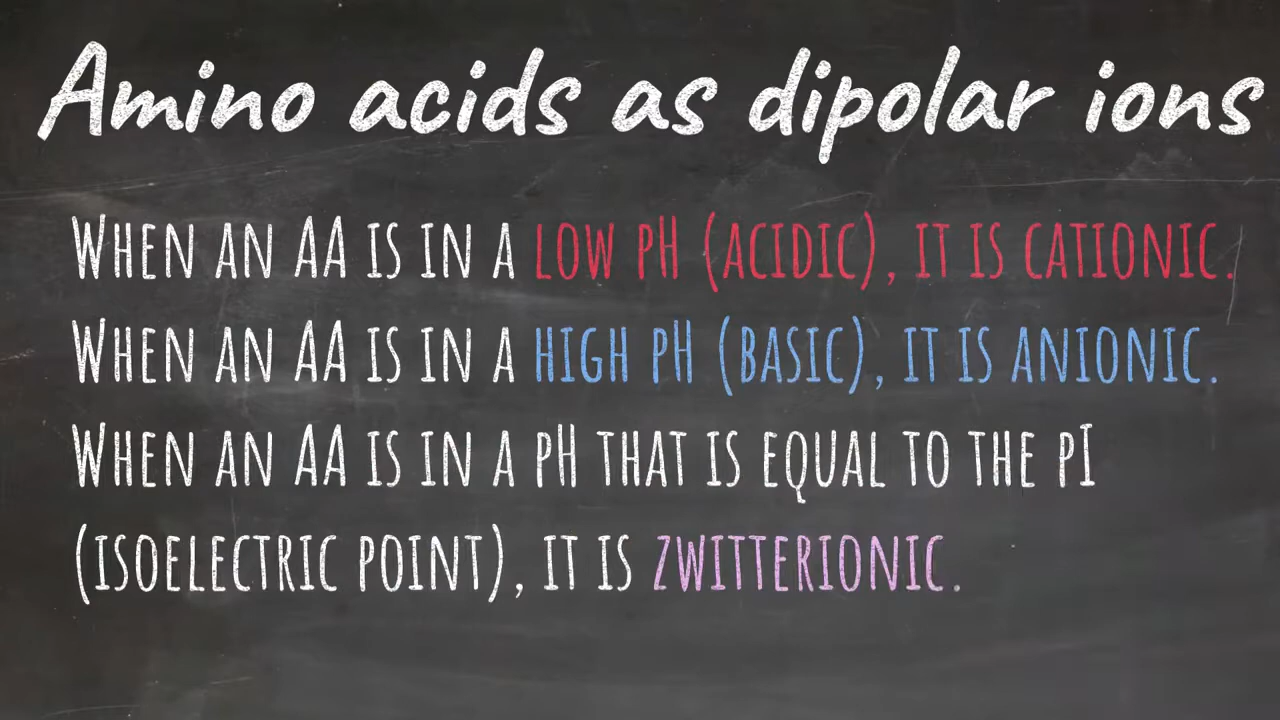 Amino acids as dipolar ions
When an AA is in a low pH (acidic), it is cationic.
When an AA is in a high pH (basic), it is anionic.
When an AA is in a pH that is equal to the pI
(isoelectric point), it is zwitterionic.